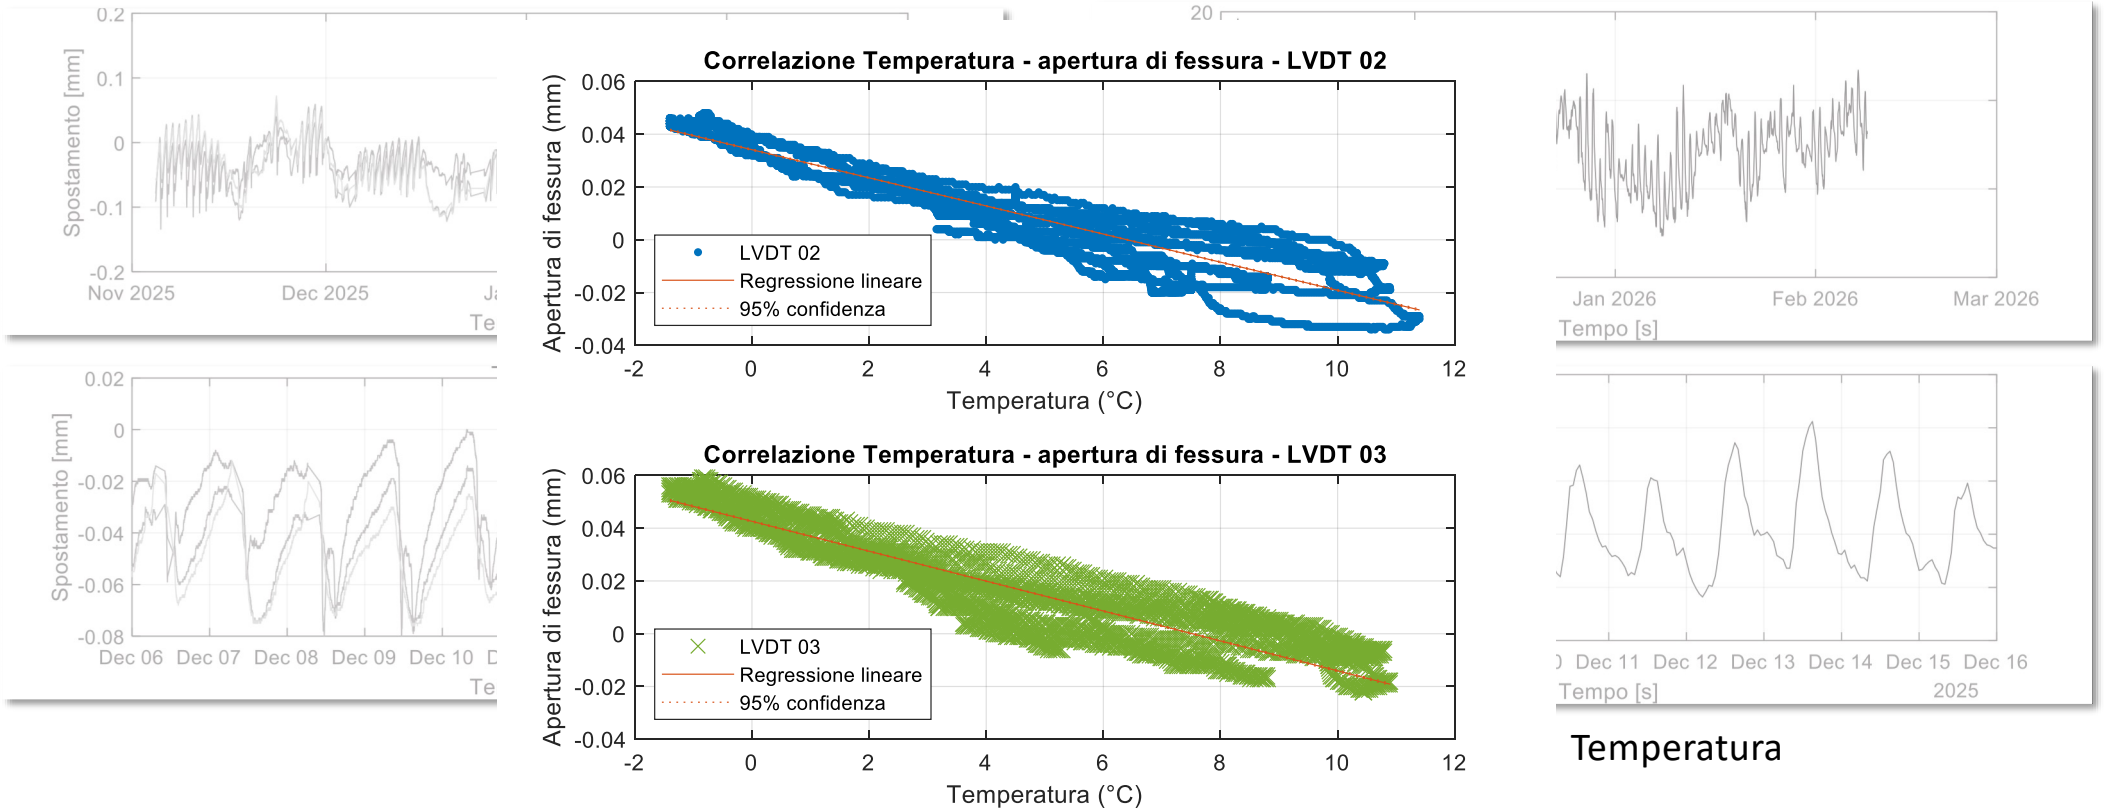 0.2
0.1
0
-0.1
-0.2
Spostamento [mm]
Nov 2025
Dec 2025
Te
0.02
0
-0.02
-0.04
-0.06
-0.08
Spostamento [mm]
Dec 06
Dec 07
Dec 08
Dec 09
Dec 10
Te
Correlazione Temperatura - apertura di fessura - LVDT 02
0.06
0.04
0.02
0
-0.02
-0.04
Apertura di fessura (mm)
LVDT 02
Regressione lineare
95% confidenza
-2
0
2
4
6
8
10
12
Temperatura (°C)
Correlazione Temperatura - apertura di fessura - LVDT 03
0.06
0.04
0.02
0
-0.02
-0.04
Apertura di fessura (mm)
LVDT 03
Regressione lineare
95% confidenza
-2
0
2
4
6
8
10
12
Temperatura (°C)
20
Jan 2026
Feb 2026
Mar 2026
Tempo [s]
Dec 11
Dec 12
Dec 13
Dec 14
Dec 15
Dec 16
Tempo [s]
2025
Temperatura